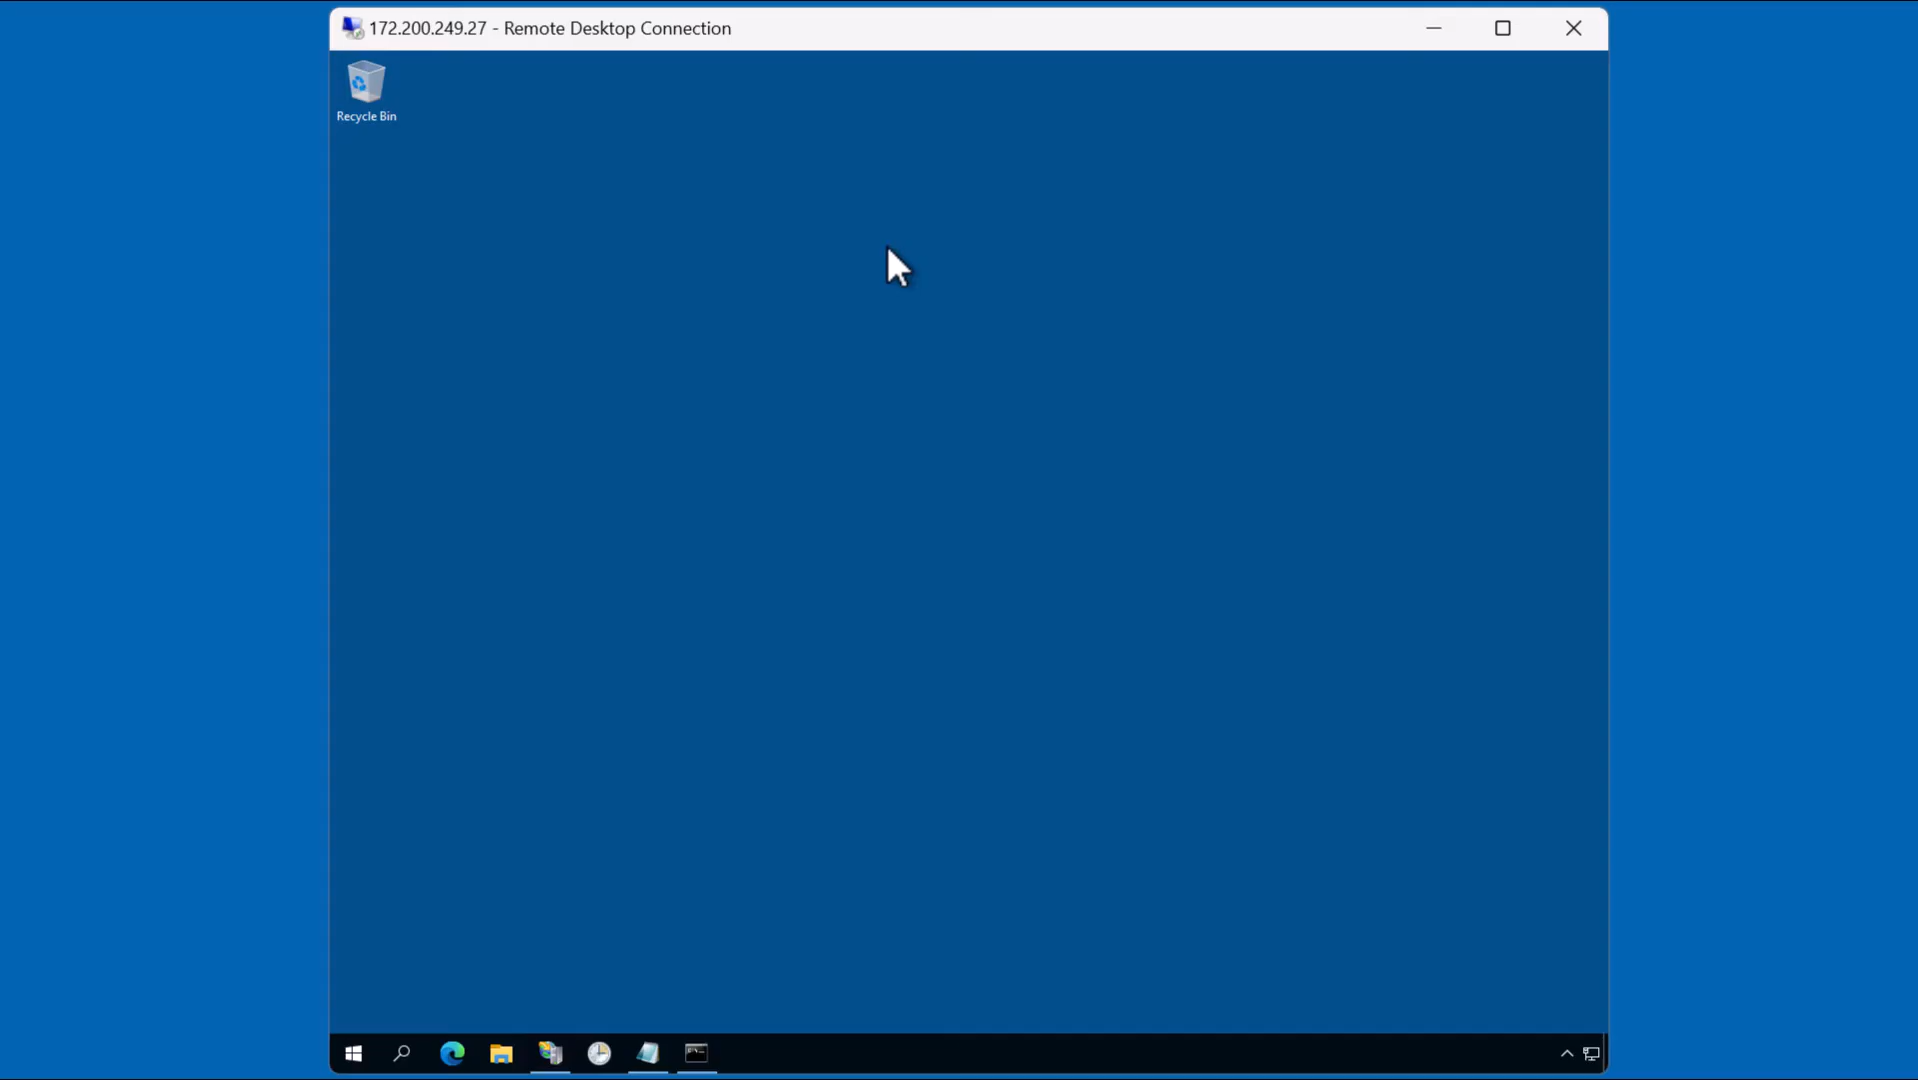 172.200.249.27 - Remote Desktop Connection
Recycle Bin